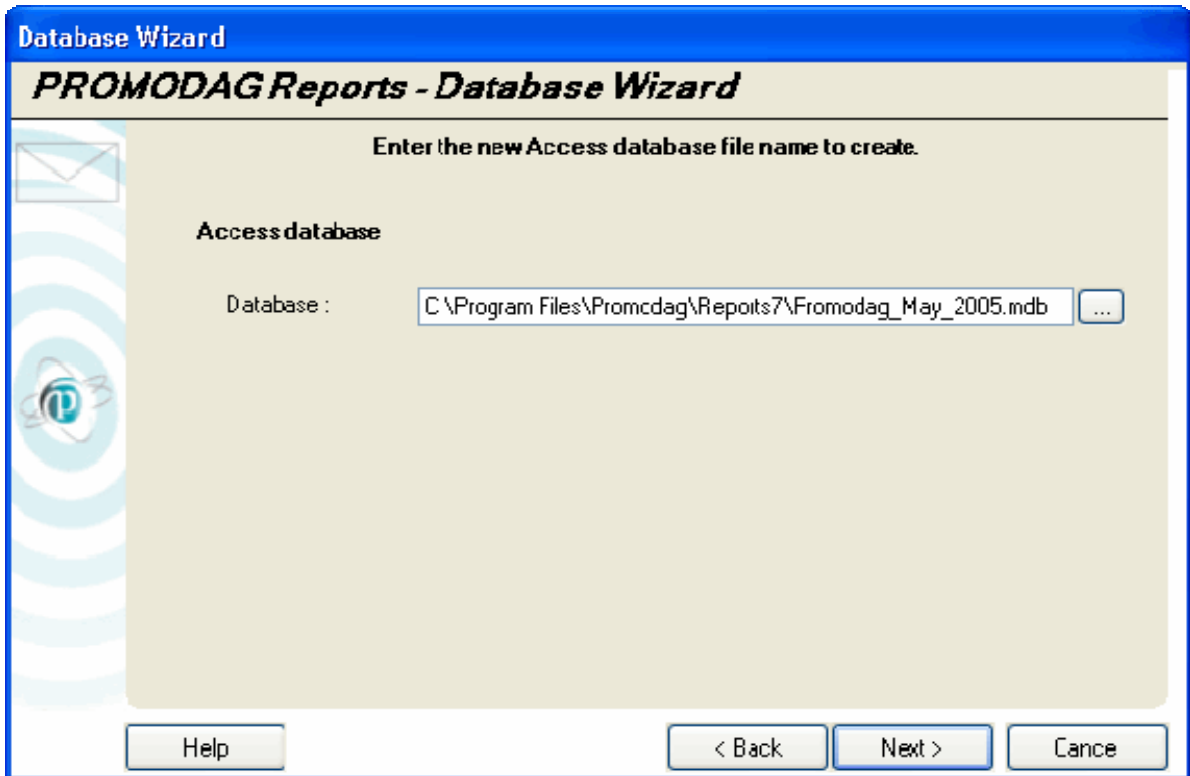 Database Wizard
PROMODAG Reports - Database Wizard
Enter the new Access database file name to create.
Access database
Database :
C:\Program Files\Promcdag\Reports7\Fromodag_May_2005.mdb
...
p
Help
< Back
Next >
Cance